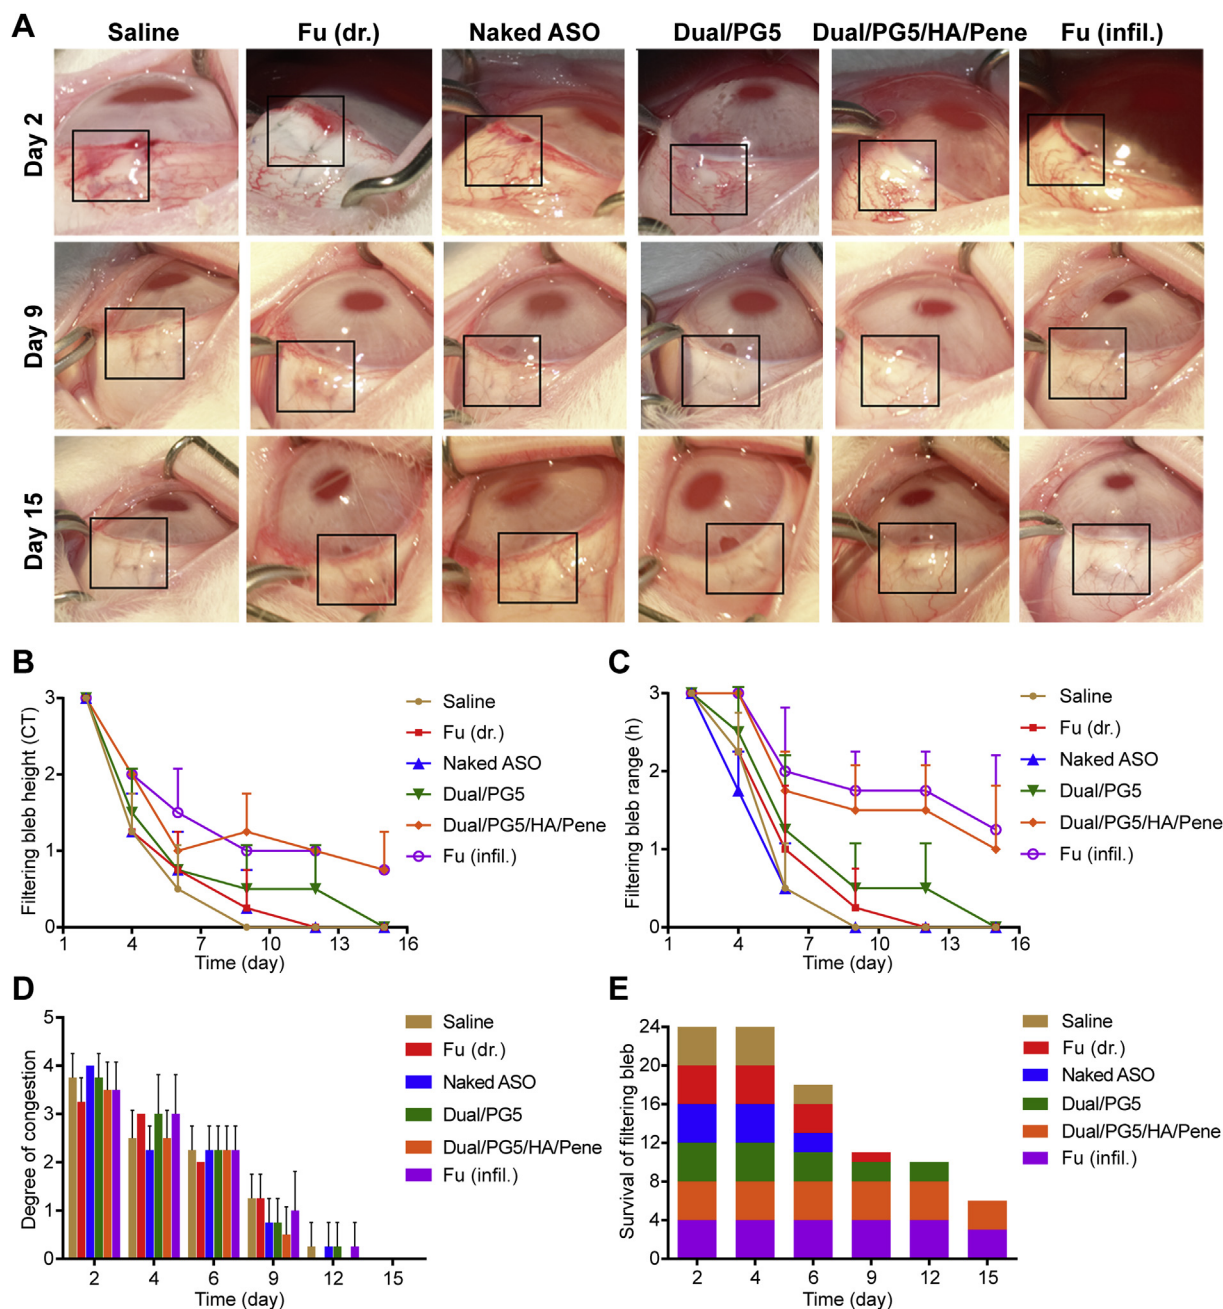 A
Saline Fu (dr.) Naked ASO Dual/PG5 Dual/PG5/HA/Pene Fu (infil.)
Day 2
Day 9
Day 15
B
Filtering bleb height (CT)
3
2
1
0
1 4 7 10 13 16
Time (day)
Saline
Fu (dr.)
Naked ASO
Dual/PG5
Dual/PG5/HA/Pene
Fu (infil.)
C
Filtering bleb range (h)
3
2
1
0
1 4 7 10 13 16
Time (day)
Saline
Fu (dr.)
Naked ASO
Dual/PG5
Dual/PG5/HA/Pene
Fu (infil.)
D
Degree of congestion
5
4
3
2
1
0
2 4 6 9 12 15
Time (day)
Saline
Fu (dr.)
Naked ASO
Dual/PG5
Dual/PG5/HA/Pene
Fu (infil.)
E
Survival of filtering bleb
24
20
16
12
8
4
0
2 4 6 9 12 15
Time (day)
Saline
Fu (dr.)
Naked ASO
Dual/PG5
Dual/PG5/HA/Pene
Fu (infil.)